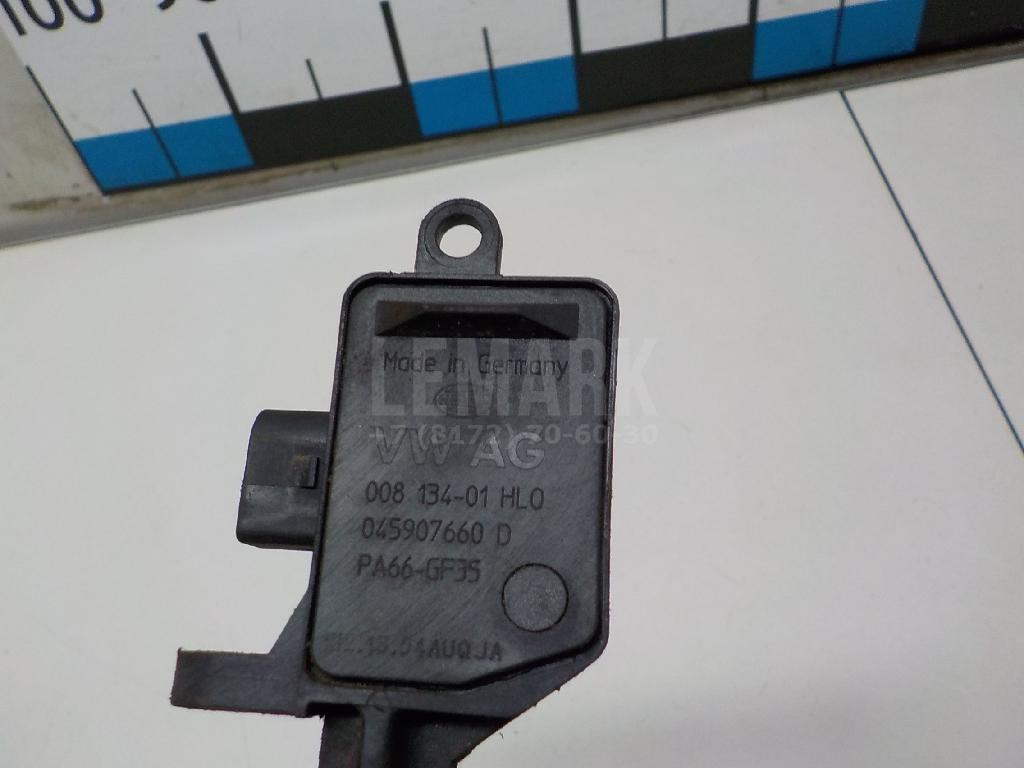 Made in Germany
LEMARK
+7 (8172) 70-60-30
VW AG
008 134-01 HLO
045907660 D
PA66-GF35